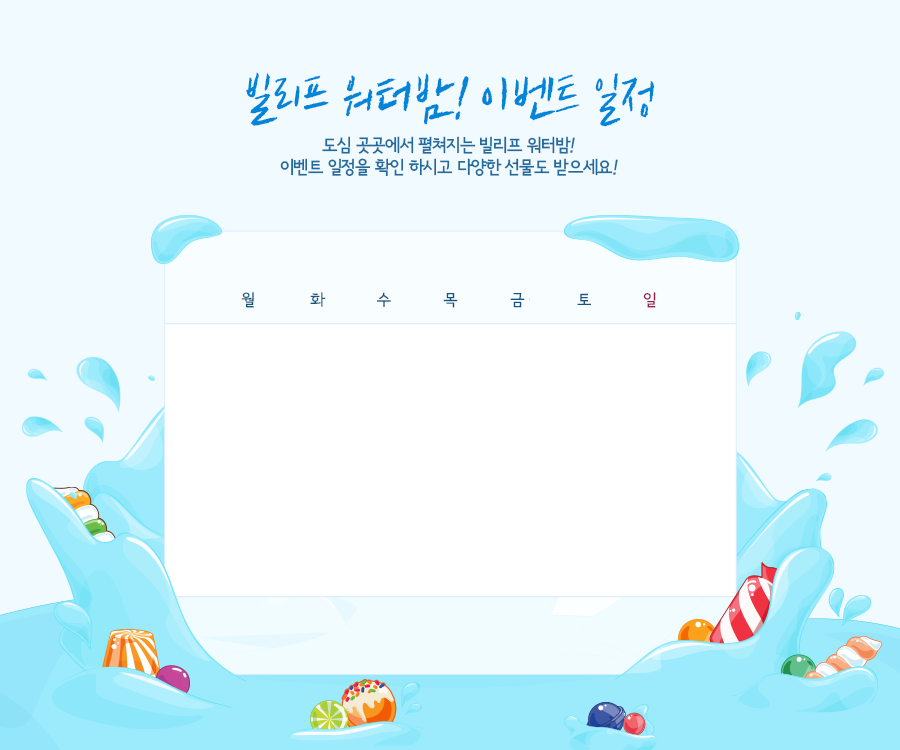 빌리프 워터밤! 이벤트 일정
도심 곳곳에서 펼쳐지는 빌리프 워터밤!
이벤트 일정을 확인 하시고 다양한 선물도 받으세요!
월 화 수 목 금 토 일